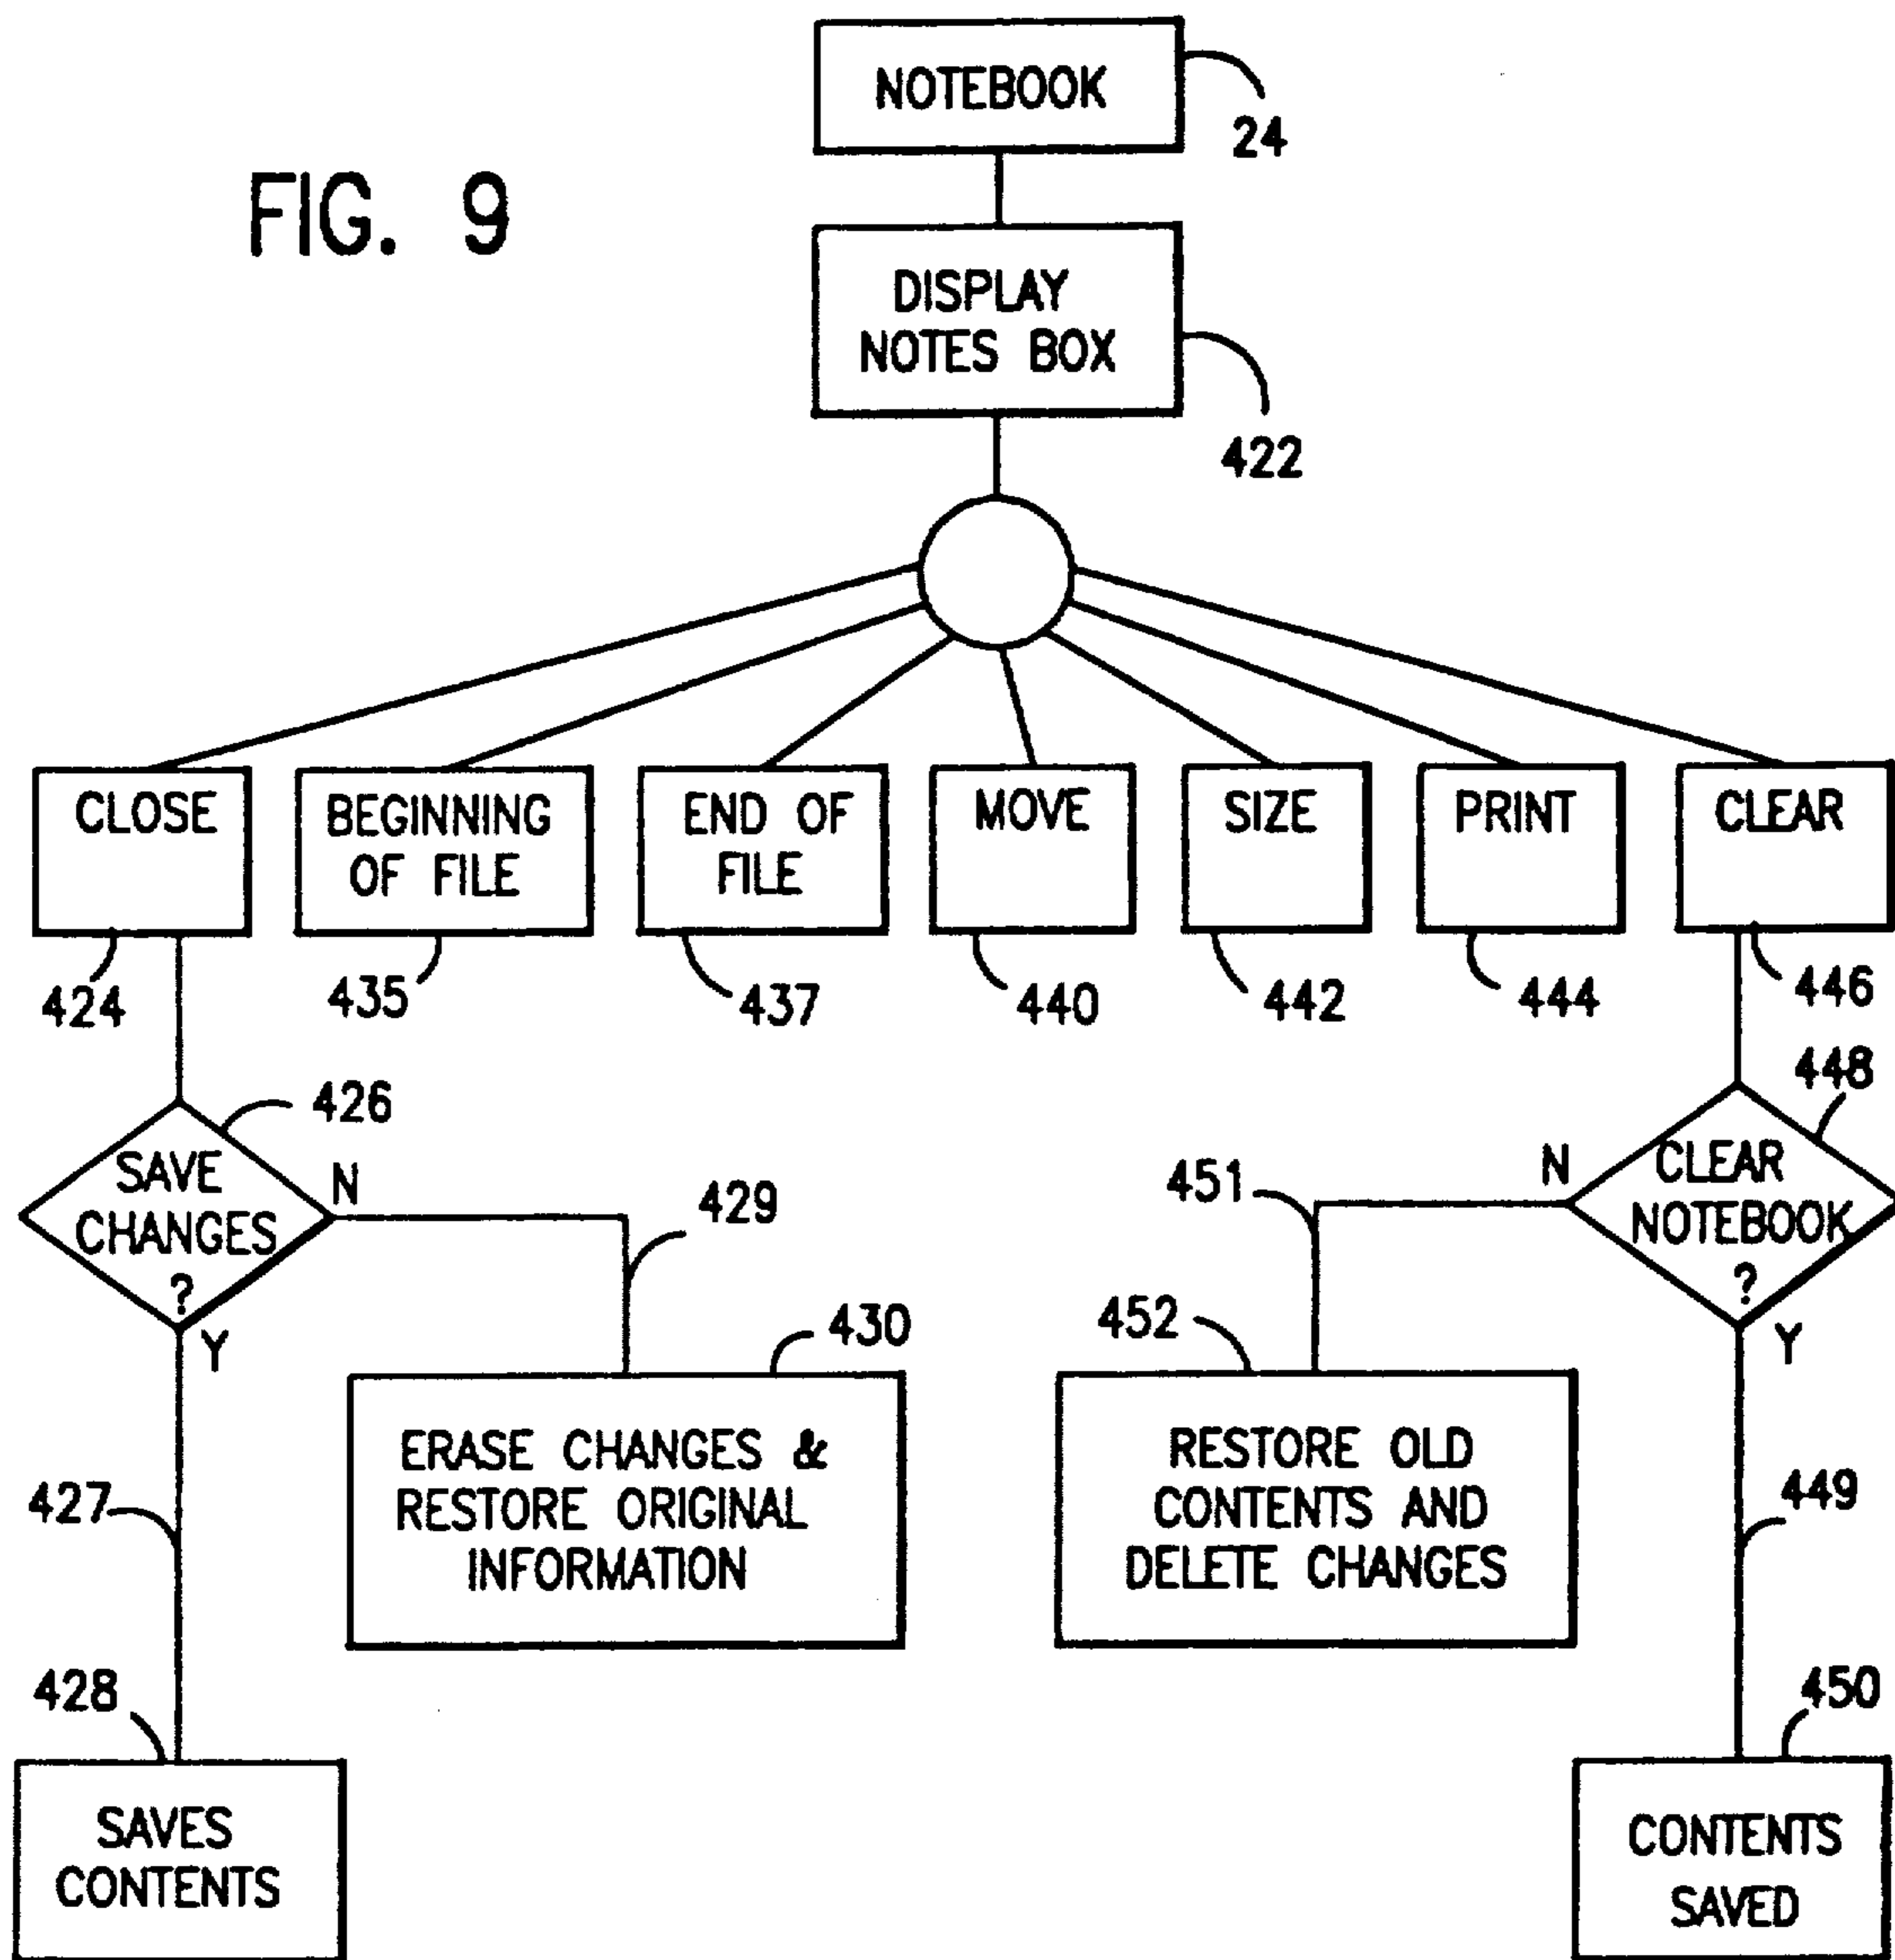 NOTEBOOK
24
FIG. 9
DISPLAY
NOTES BOX
422
CLOSE
BEGINNING
OF FILE
END OF
FILE
MOVE
SIZE
PRINT
CLEAR
424
435
437
440
442
444
446
426
448
SAVE
CHANGES
?
N
Y
429
451
N
CLEAR
NOTEBOOK
?
Y
430
452
ERASE CHANGES &
RESTORE ORIGINAL
INFORMATION
RESTORE OLD
CONTENTS AND
DELETE CHANGES
427
449
428
450
SAVES
CONTENTS
CONTENTS
SAVED